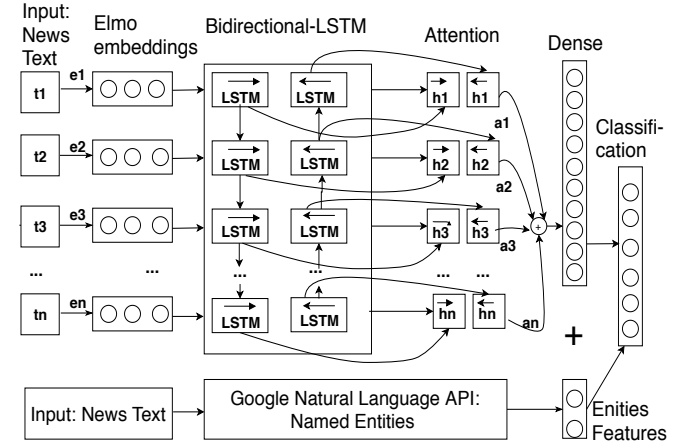 Input:
News
Text
Elmo
embeddings
Bidirectional-LSTM
Attention
Dense
Classifi-
cation
t1
e1
LSTM
LSTM
h1
h1
a1
t2
e2
LSTM
LSTM
h2
h2
a2
t3
e3
LSTM
LSTM
h3
h3
a3
+
...
...
...
...
...
...
tn
en
LSTM
LSTM
hn
hn
an
+
Input: News Text
Google Natural Language API:
Named Entities
Enities
Features